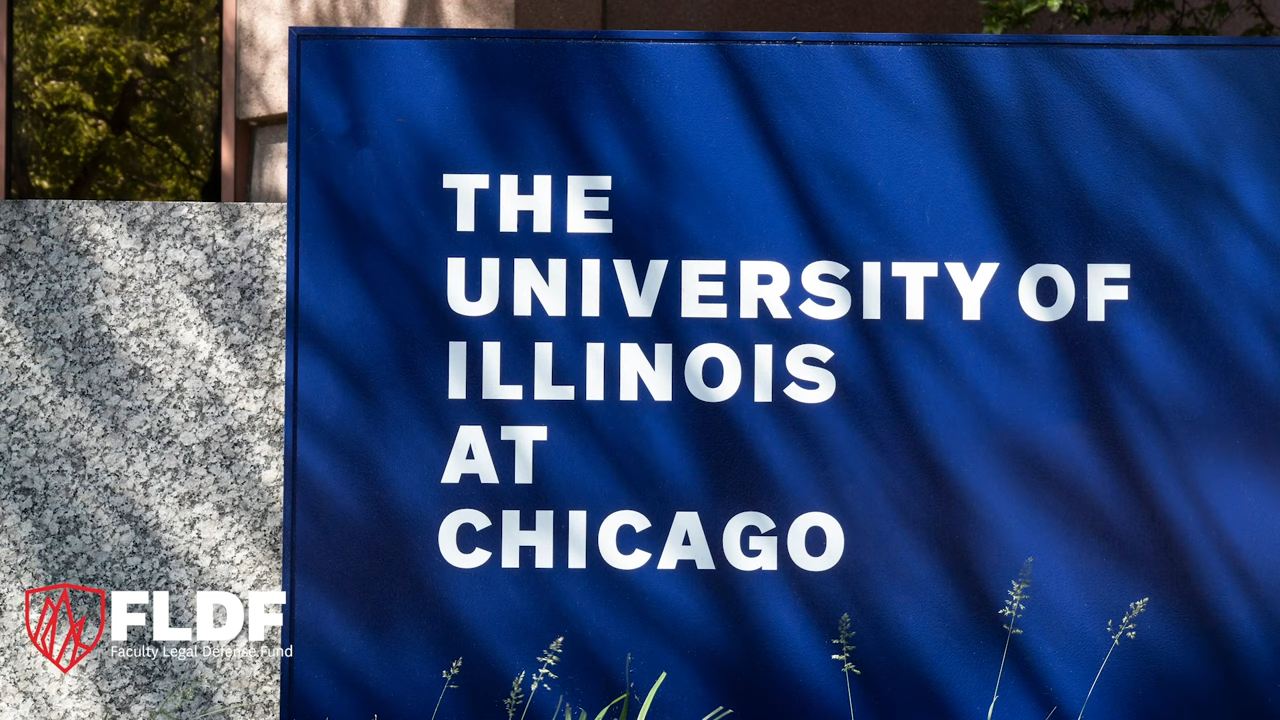 THE
UNIVERSITY OF
ILLINOIS
AT
CHICAGO
FLDF
Faculty Legal Defense Fund